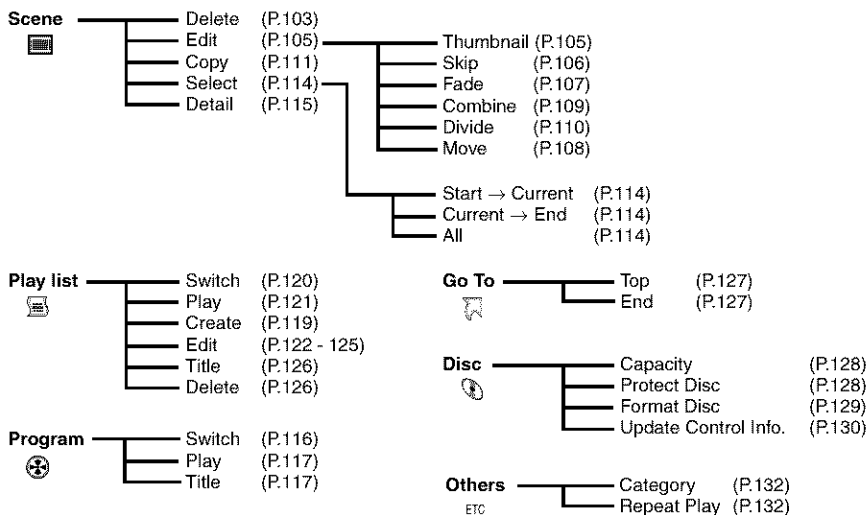 Scene
Delete (P.103)
Edit (P.105)
Copy (P.111)
Select (P.114)
Detail (P.115)
Thumbnail (P.105)
Skip (P.106)
Fade (P.107)
Combine (P.109)
Divide (P.110)
Move (P.108)
Start → Current (P.114)
Current → End (P.114)
All (P.114)
Play list
Switch (P.120)
Play (P.121)
Create (P.119)
Edit (P.122 - 125)
Title (P.126)
Delete (P.126)
Program
Switch (P.116)
Play (P.117)
Title (P.117)
Go To
Top (P.127)
End (P.127)
Disc
Capacity (P.128)
Protect Disc (P.128)
Format Disc (P.129)
Update Control Info. (P.130)
Others
ETC
Category (P.132)
Repeat Play (P.132)